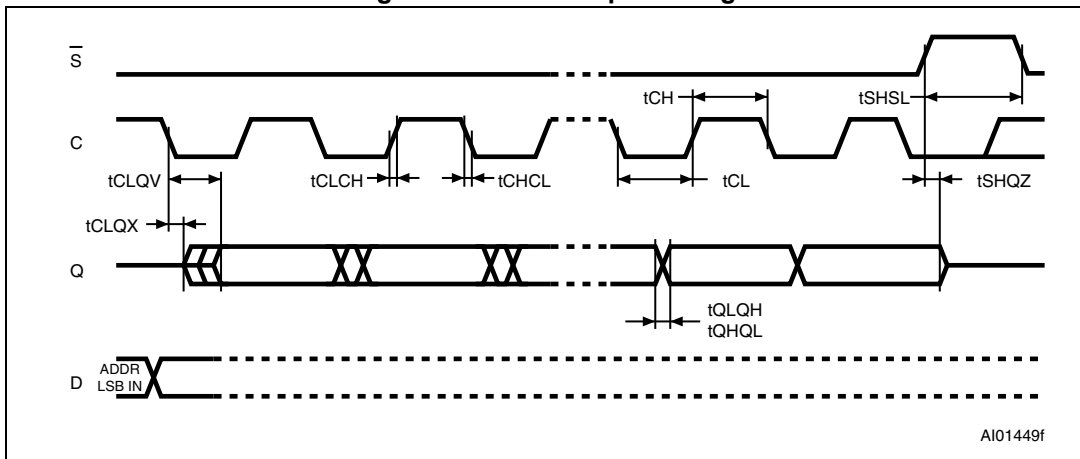 S
tCH
tSHSL
C
tCLQV
tCLCH
tCHCL
tCL
tSHQZ
tCLQX
Q
tQLQH
tQHQL
ADDR
D
LSB IN
AI01449f